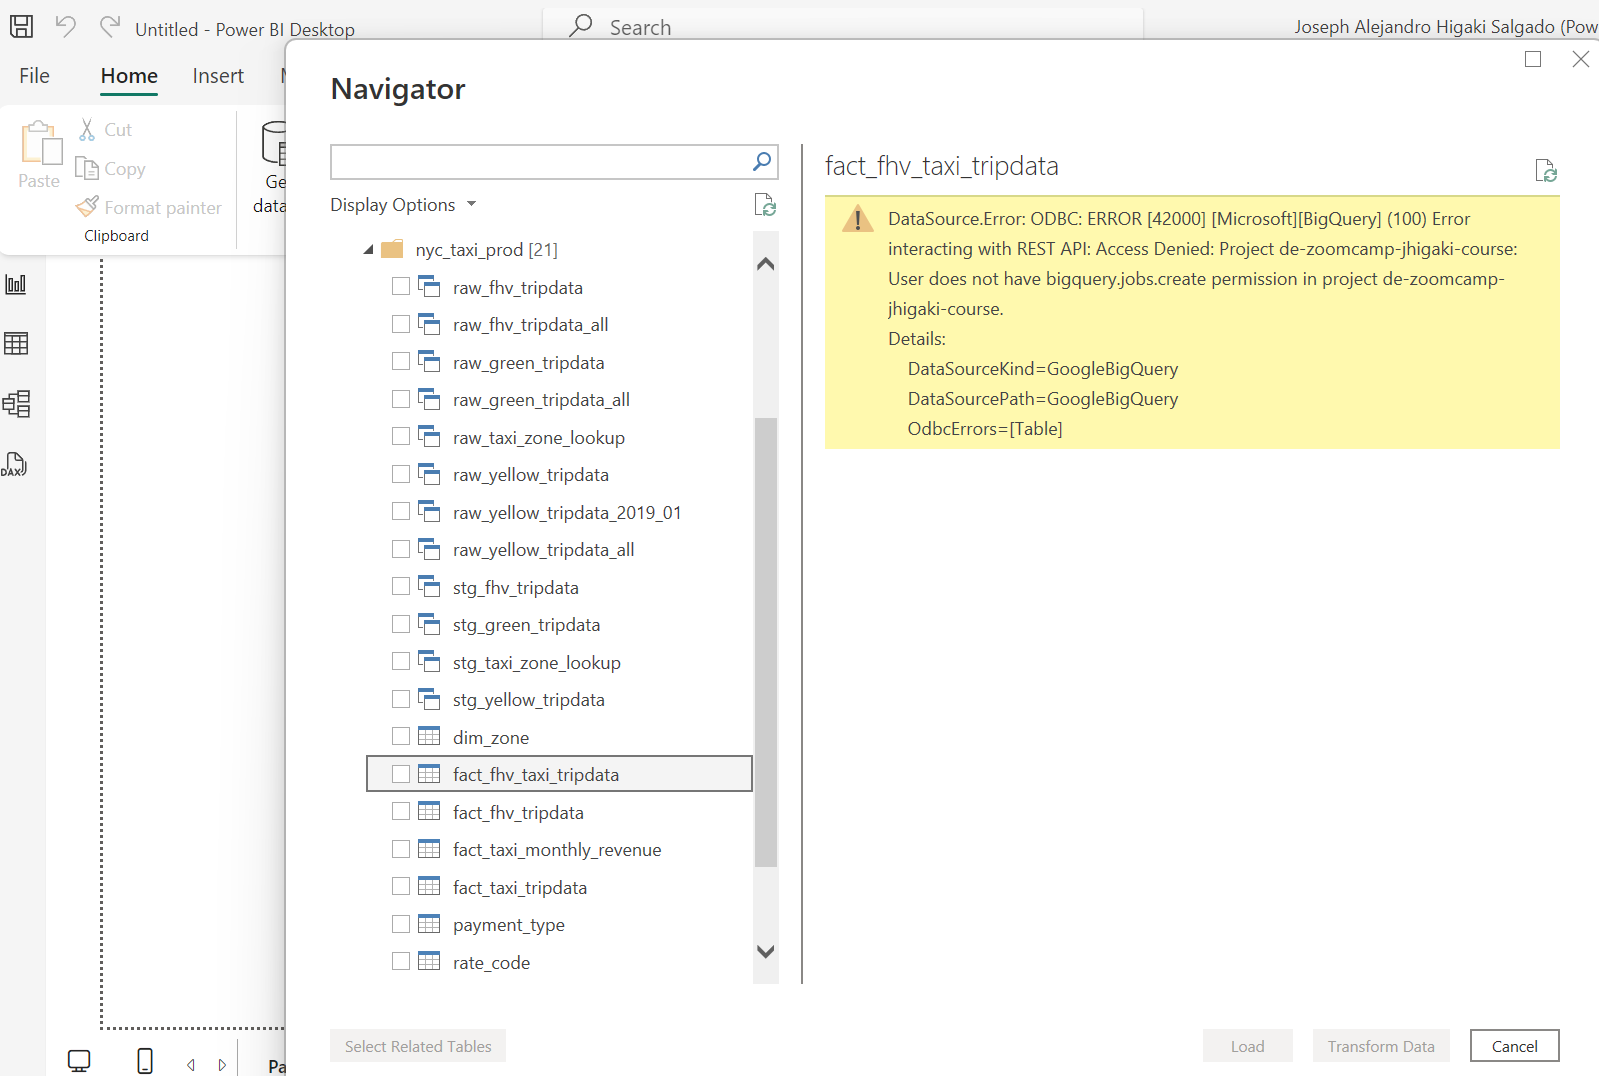 Untitled - Power BI Desktop
Search
Joseph Alejandro Higaki Salgado (Pow
File
Home
Insert
Paste
Cut
Copy
Format painter
Clipboard
Ge
data
DAX
Navigator
Display Options
nyc_taxi_prod [21]
raw_fhv_tripdata
raw_fhv_tripdata_all
raw_green_tripdata
raw_green_tripdata_all
raw_taxi_zone_lookup
raw_yellow_tripdata
raw_yellow_tripdata_2019_01
raw_yellow_tripdata_all
stg_fhv_tripdata
stg_green_tripdata
stg_taxi_zone_lookup
stg_yellow_tripdata
dim_zone
fact_fhv_taxi_tripdata
fact_fhv_tripdata
fact_taxi_monthly_revenue
fact_taxi_tripdata
payment_type
rate_code
fact_fhv_taxi_tripdata
DataSource.Error: ODBC: ERROR [42000] [Microsoft][BigQuery] (100) Error
interacting with REST API: Access Denied: Project de-zoomcamp-jhigaki-course:
User does not have bigquery.jobs.create permission in project de-zoomcamp-
jhigaki-course.
Details:
DataSourceKind=GoogleBigQuery
DataSourcePath=GoogleBigQuery
OdbcErrors=[Table]
Select Related Tables
Load
Transform Data
Cancel
Pa